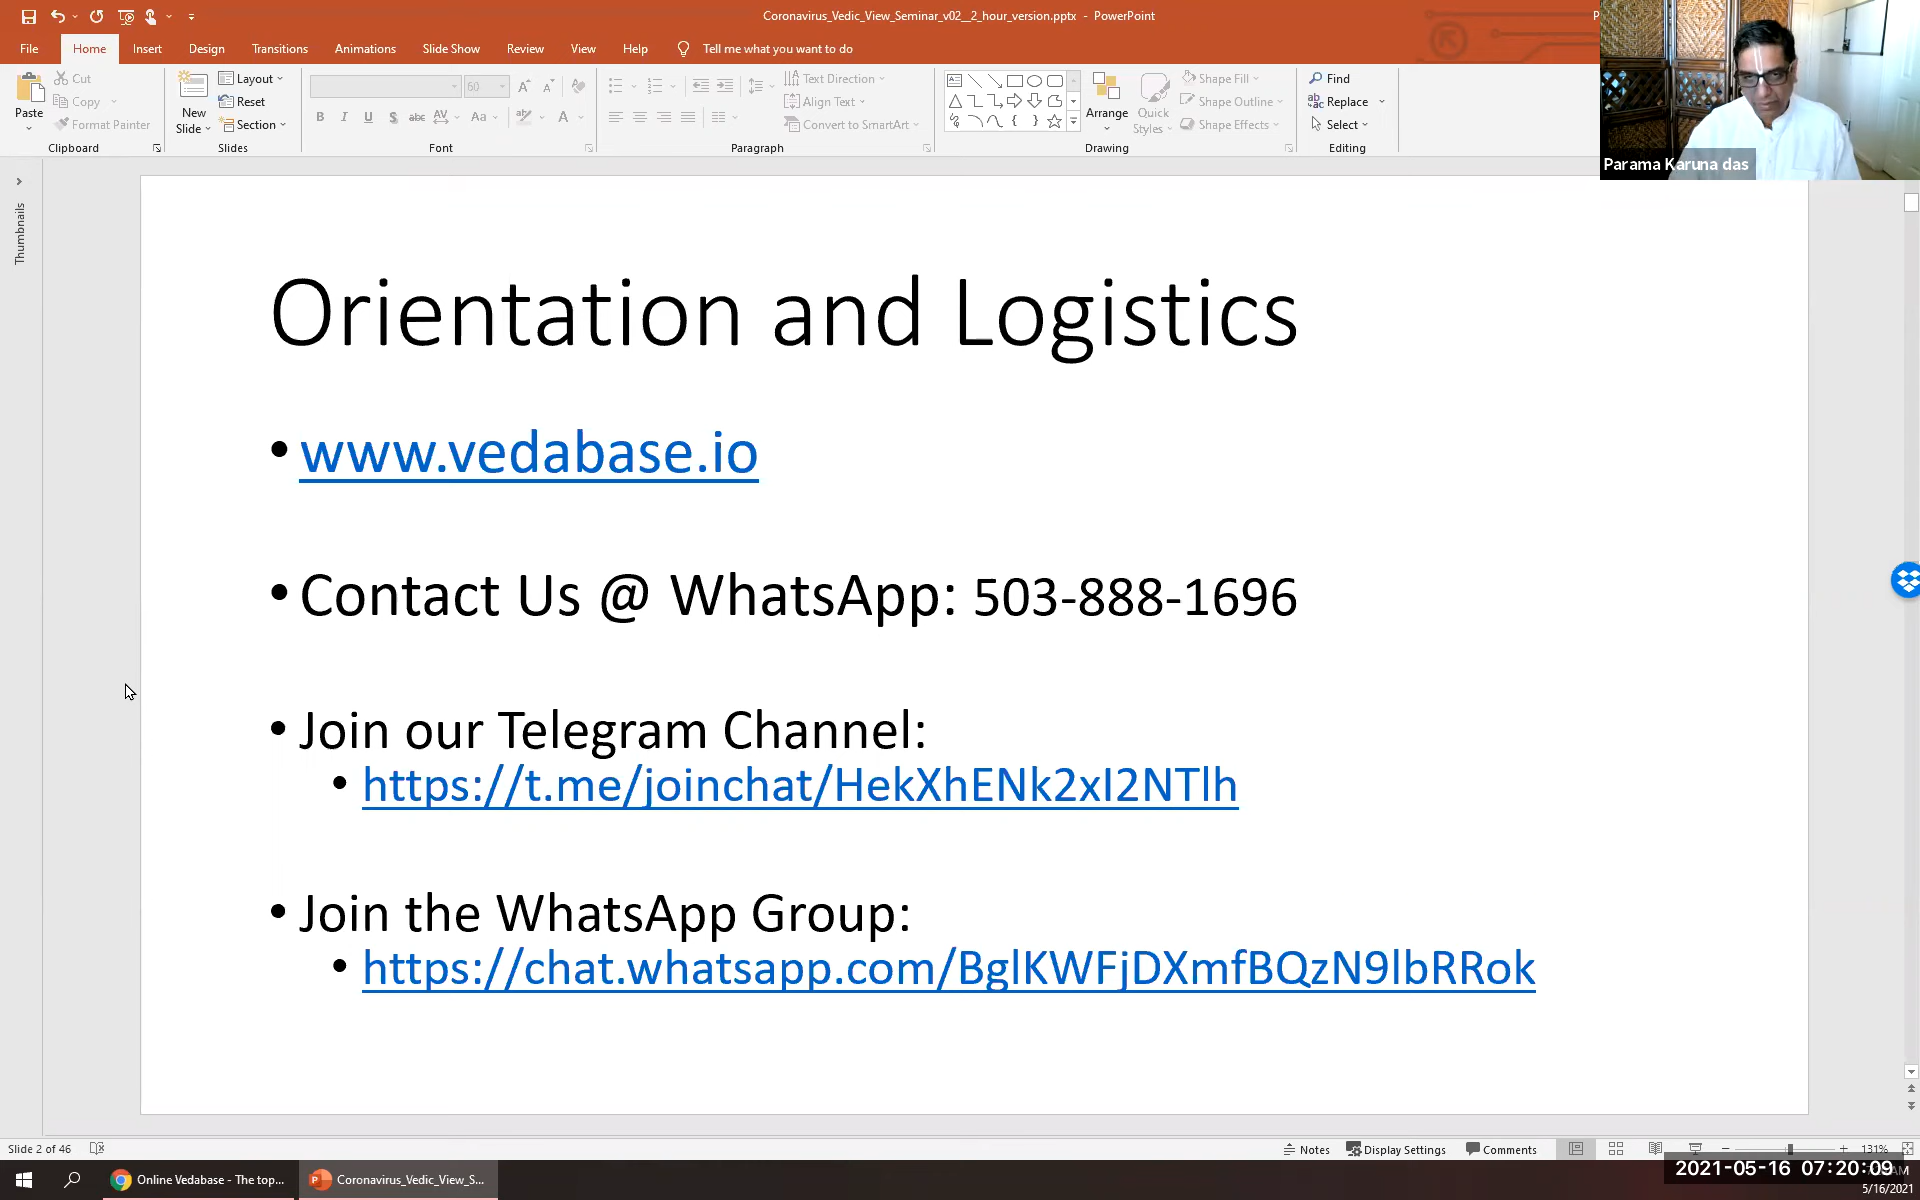 Coronavirus_Vedic_View_Seminar_v02__2_hour_version.pptx - PowerPoint
File Home Insert Design Transitions Animations Slide Show Review View Help Tell me what you want to do
Paste
Cut
Copy
Format Painter
Clipboard
New Slide
Layout
Reset
Section
Slides
60
Font
Text Direction
Align Text
Convert to SmartArt
Paragraph
Arrange
Quick Styles
Shape Fill
Shape Outline
Shape Effects
Drawing
Find
Replace
Select
Editing
Parama Karuna das
Thumbnails
Orientation and Logistics
• www.vedabase.io
• Contact Us @ WhatsApp: 503-888-1696
• Join our Telegram Channel:
• https://t.me/joinchat/HekXhENk2xI2NTlh
• Join the WhatsApp Group:
• https://chat.whatsapp.com/BglKWFjDXmfBQzN9lbRRok
Slide 2 of 46
Notes Display Settings Comments 131%
Online Vedabase - The top...
Coronavirus_Vedic_View_S...
2021-05-16 07:20:09
5/16/2021